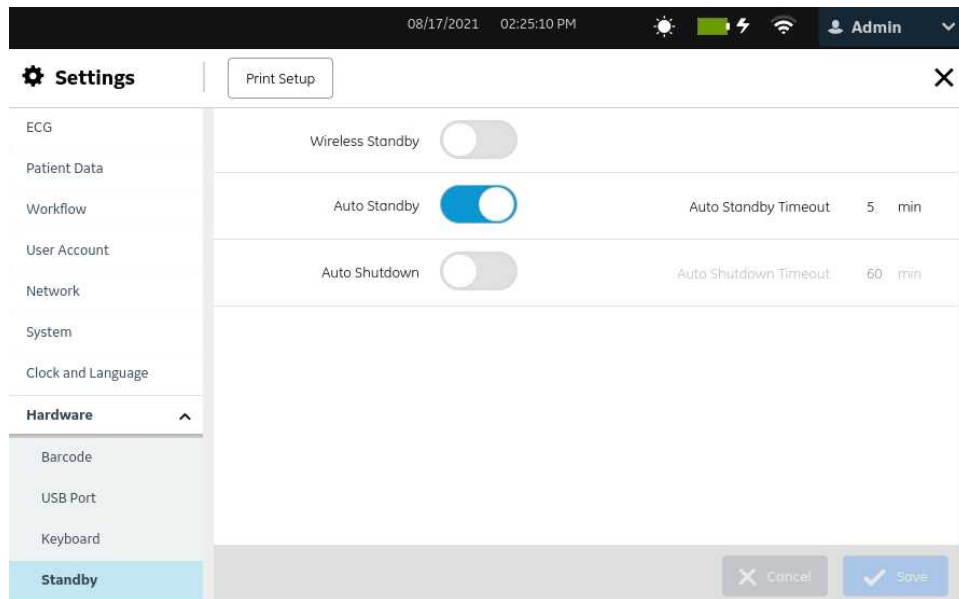 08/17/2021 02:25:10 PM Admin
Settings Print Setup
ECG
Patient Data
Workflow
User Account
Network
System
Clock and Language
Hardware
Barcode
USB Port
Keyboard
Standby
Wireless Standby
Auto Standby Auto Standby Timeout 5 min
Auto Shutdown Auto Shutdown Timeout 60 min
Cancel Save